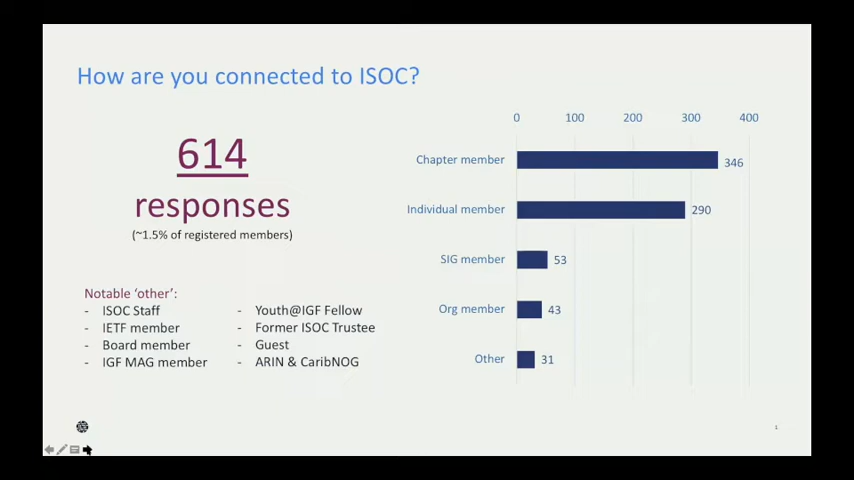 How are you connected to ISOC?
614
responses
(~1.5% of registered members)
Notable 'other':
- ISOC Staff
- IETF member
- Board member
- IGF MAG member
- Youth@IGF Fellow
- Former ISOC Trustee
- Guest
- ARIN & CaribNOG
0 100 200 300 400
Chapter member 346
Individual member 290
SIG member 53
Org member 43
Other 31
1